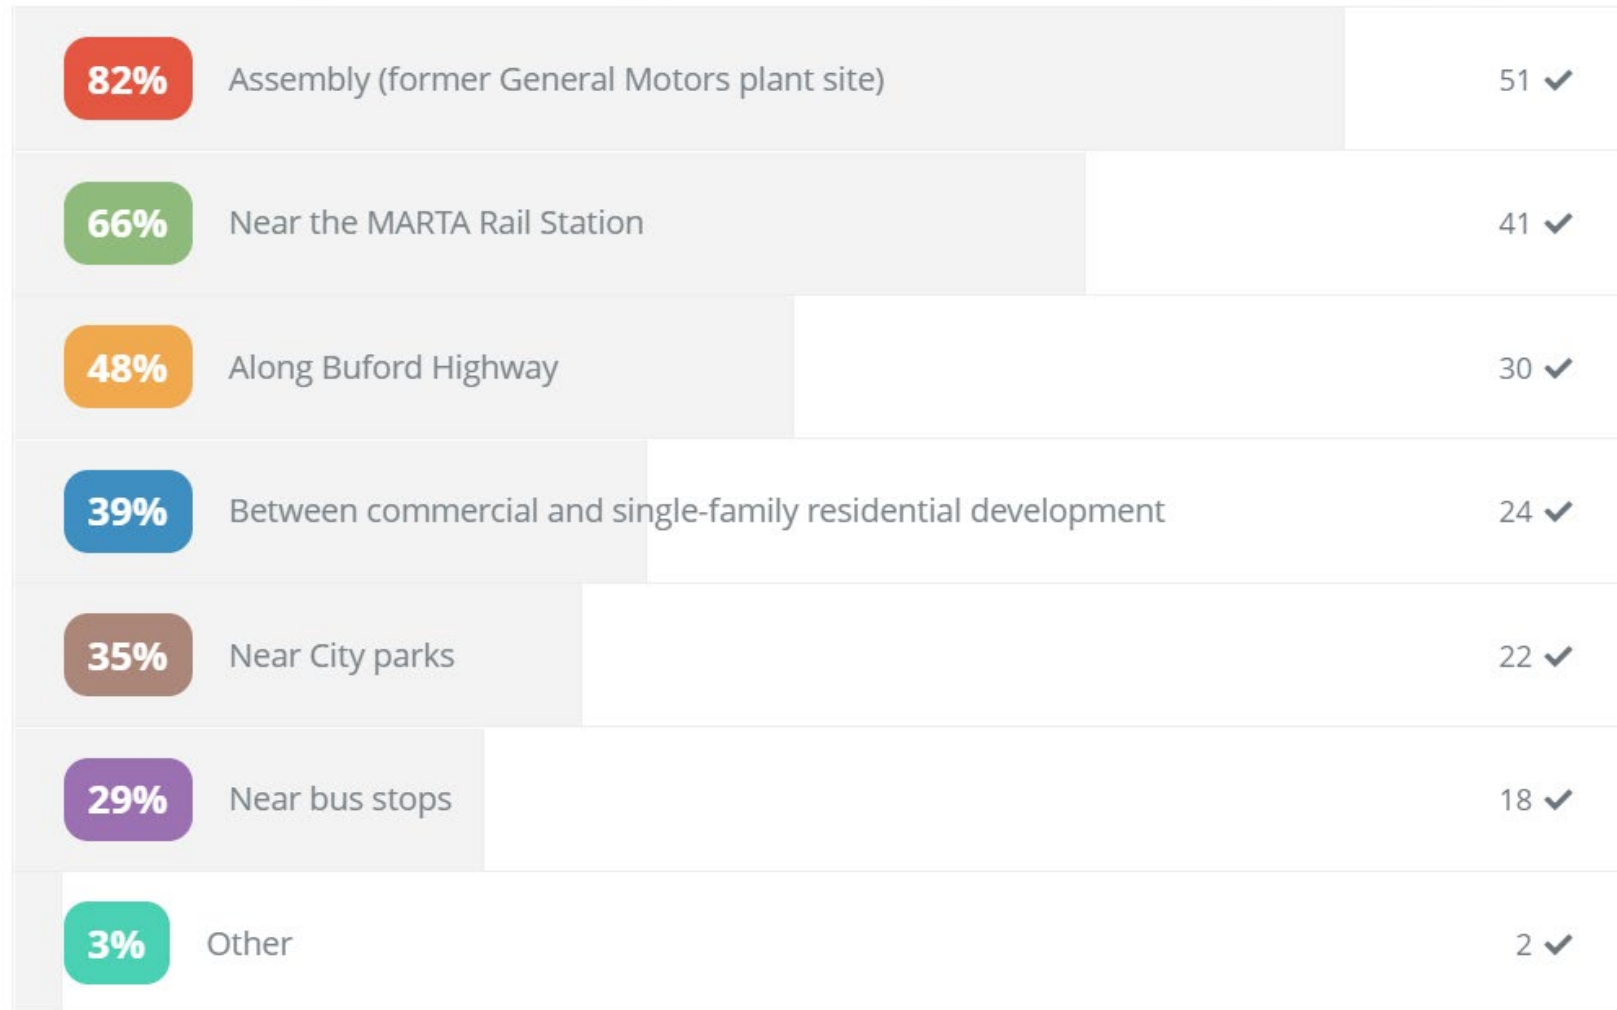 82% Assembly (former General Motors plant site) 51
66% Near the MARTA Rail Station 41
48% Along Buford Highway 30
39% Between commercial and single-family residential development 24
35% Near City parks 22
29% Near bus stops 18
3% Other 2